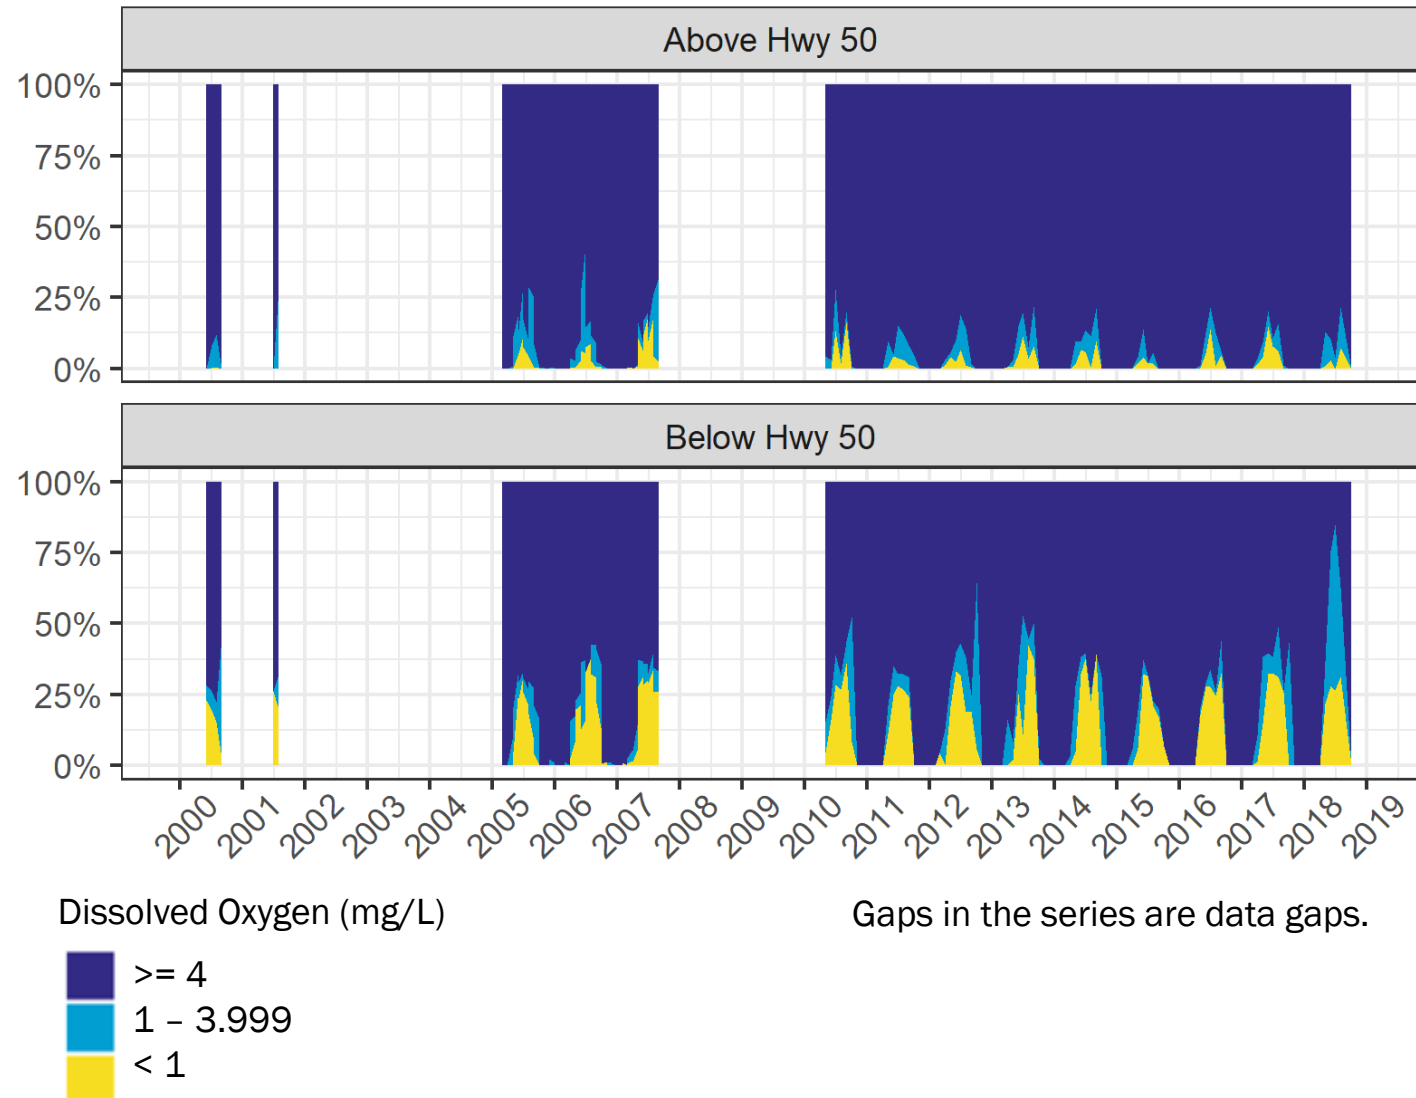 Above Hwy 50
100%
75%
50%
25%
0%
Below Hwy 50
100%
75%
50%
25%
0%
2000 2001 2002 2003 2004 2005 2006 2007 2008 2009 2010 2011 2012 2013 2014 2015 2016 2017 2018 2019
Dissolved Oxygen (mg/L)
Gaps in the series are data gaps.
>= 4
1 – 3.999
< 1